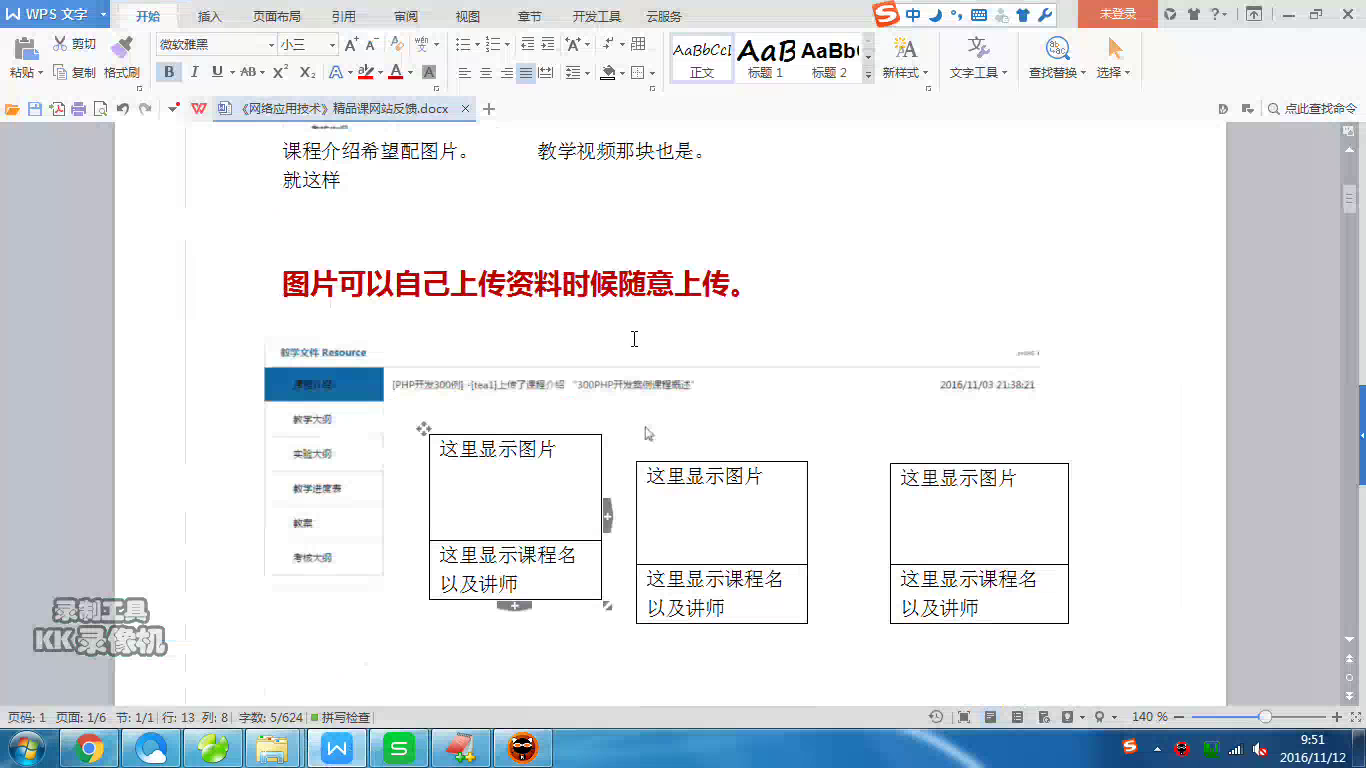 WPS 文字
开始
插入
页面布局
引用
审阅
视图
章节
开发工具
云服务
中
未登录
粘贴
剪切
复制
格式刷
微软雅黑
小三
AaBbCcI
正文
AaB
标题 1
AaBb
标题 2
新样式
文字工具
查找替换
选择
《网络应用技术》精品课网站反馈.docx
点此查找命令
课程介绍希望配图片。 教学视频那块也是。
就这样
图片可以自己上传资料时候随意上传。
教学文件 Resource
课程介绍
[PHP开发300例] -[tea1]上传了课程介绍 “300PHP开发案例课程概述”
2016/11/03 21:38:21
教学大纲
实验大纲
教学进度表
教案
考核大纲
这里显示图片
这里显示课程名
以及讲师
这里显示图片
这里显示课程名
以及讲师
这里显示图片
这里显示课程名
以及讲师
录制工具
KK录像机
页码: 1 页面: 1/6 节: 1/1 行: 13 列: 8 字数: 5/624 拼写检查
140 %
9:51
2016/11/12